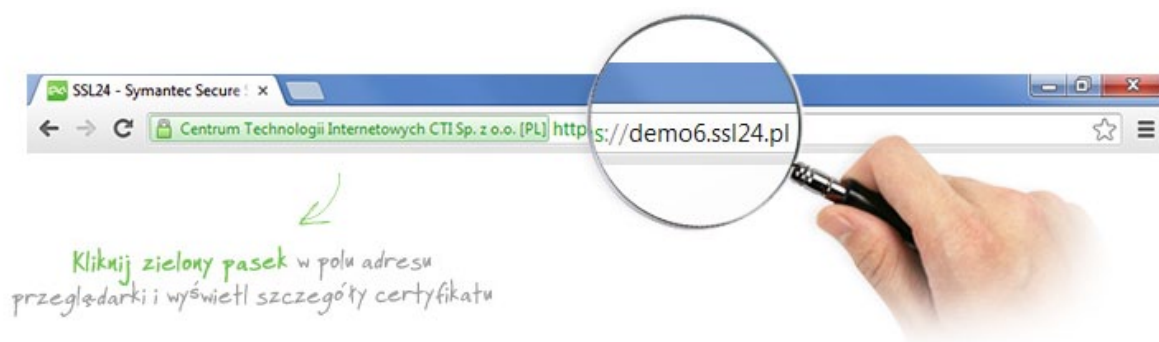 SSL24 - Symantec Secure
Centrum Technologii Internetowych CTI Sp. z o.o. [PL] https://demo6.ssl24.pl
Kliknij zielony pasek w polu adresu
przeglądarki i wyświetl szczegóły certyfikatu